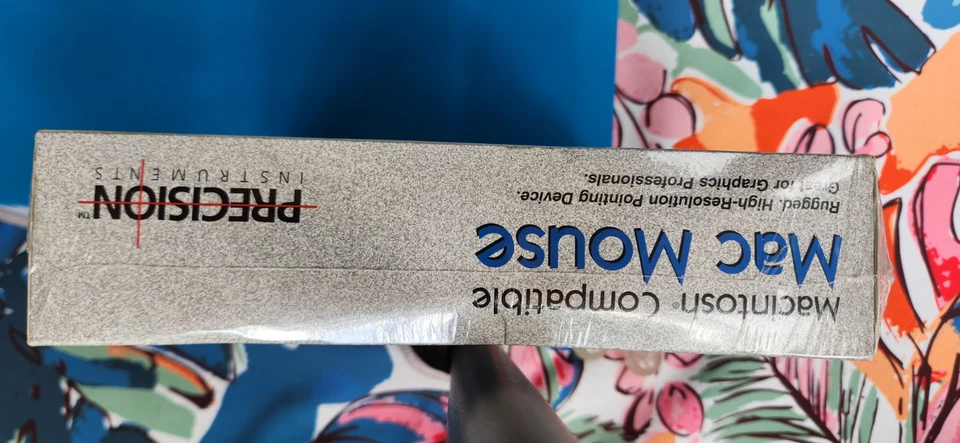 Macintosh® Compatible
Mac Mouse
Rugged. High-Resolution Pointing Device.
Great for Graphics Professionals.
PRECISION™
INSTRUMENTS